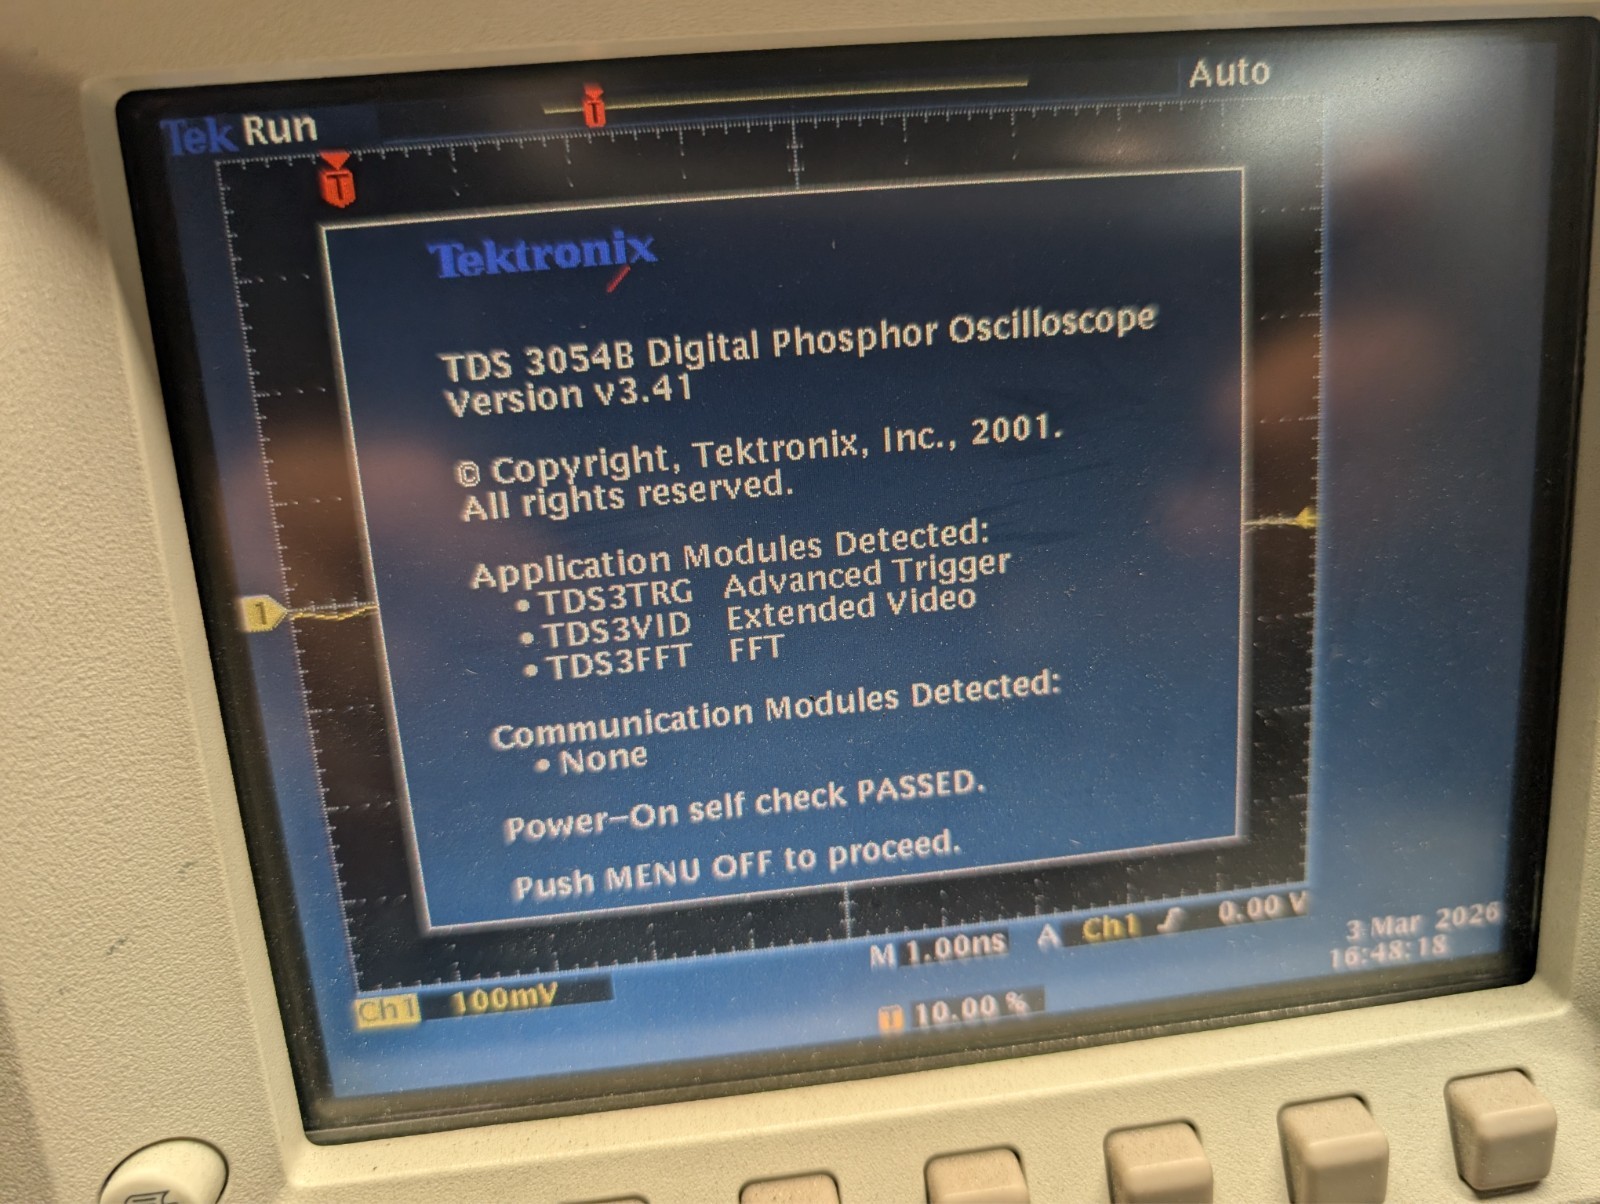 Tek Run
Auto
T
T
Tektronix
TDS 3054B Digital Phosphor Oscilloscope
Version v3.41
© Copyright, Tektronix, Inc., 2001.
All rights reserved.
Application Modules Detected:
• TDS3TRG Advanced Trigger
• TDS3VID Extended Video
• TDS3FFT FFT
1
Communication Modules Detected:
• None
Power-On self check PASSED.
Push MENU OFF to proceed.
Ch1 100mV
M 1.00ns A Ch1 0.00 V
T 10.00 %
3 Mar 2026
16:48:18